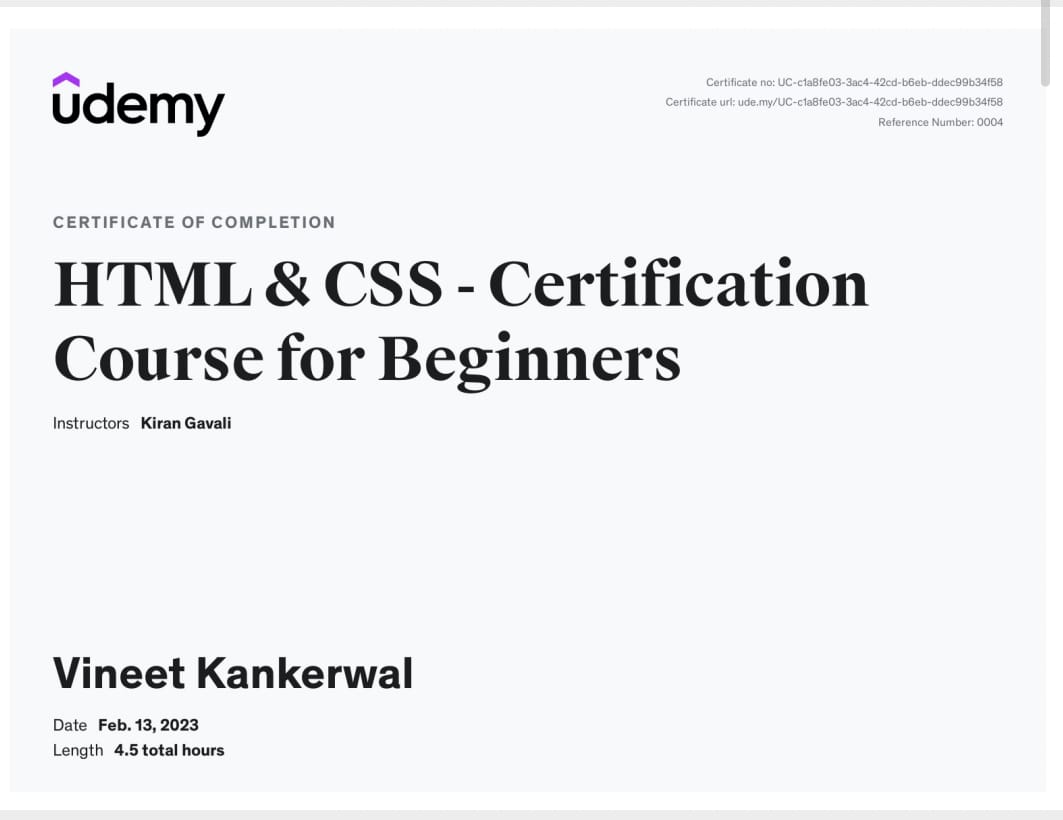 udemy
Certificate no: UC-c1a8fe03-3ac4-42cd-b6eb-ddec99b34f58
Certificate url: ude.my/UC-c1a8fe03-3ac4-42cd-b6eb-ddec99b34f58
Reference Number: 0004
CERTIFICATE OF COMPLETION
HTML & CSS - Certification
Course for Beginners
Instructors Kiran Gavali
Vineet Kankerwal
Date Feb. 13, 2023
Length 4.5 total hours